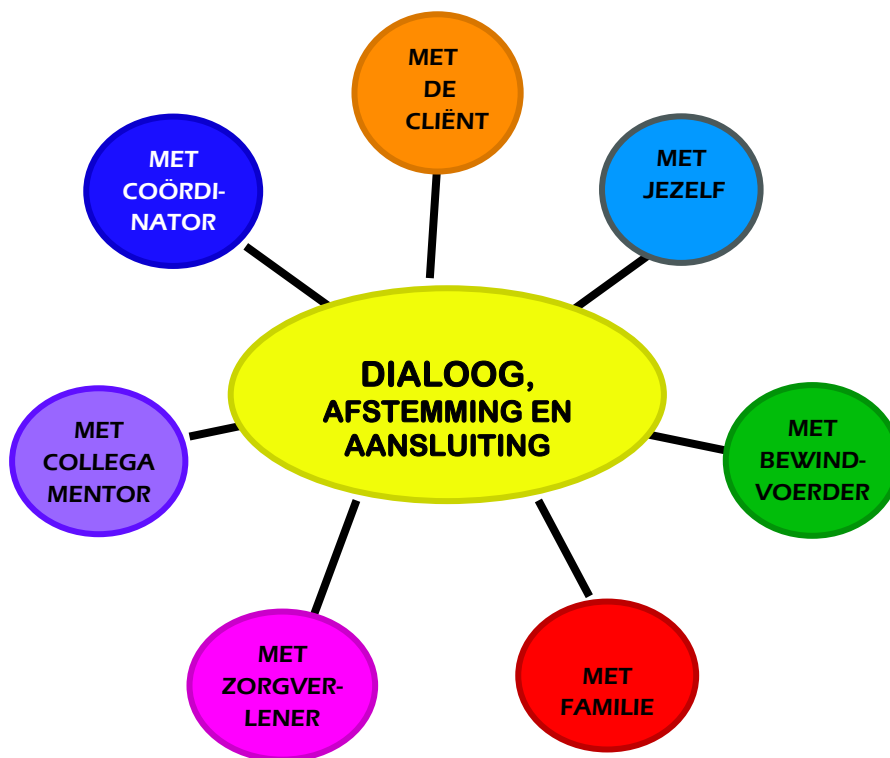 MET
DE
CLIËNT
MET
JEZELF
MET
COÖRDI-
NATOR
DIALOOG,
AFSTEMMING EN
AANSLUITING
MET
COLLEGA
MENTOR
MET
BEWIND-
VOERDER
MET
ZORGVER-
LENER
MET
FAMILIE